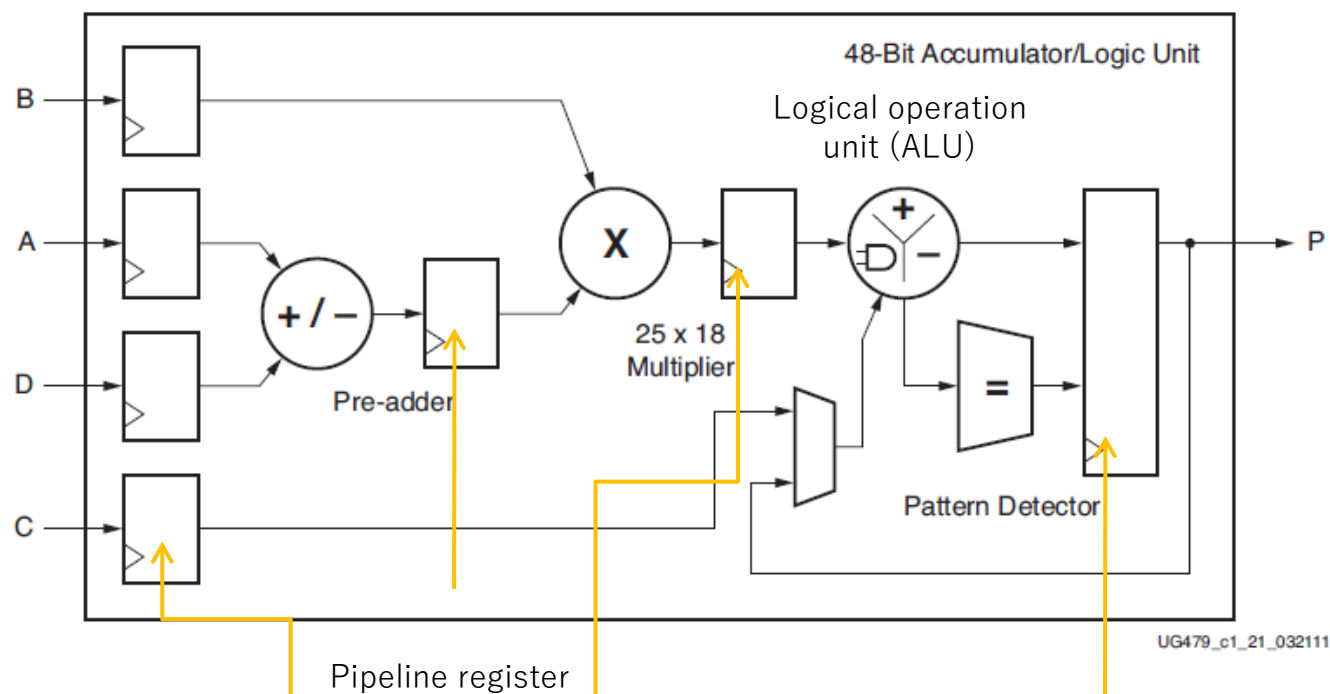 48-Bit Accumulator/Logic Unit
B
Logical operation
unit (ALU)
A
X
+
−
P
+ / −
25 x 18
Multiplier
D
Pre-adder
=
Pattern Detector
C
UG479_c1_21_032111
Pipeline register